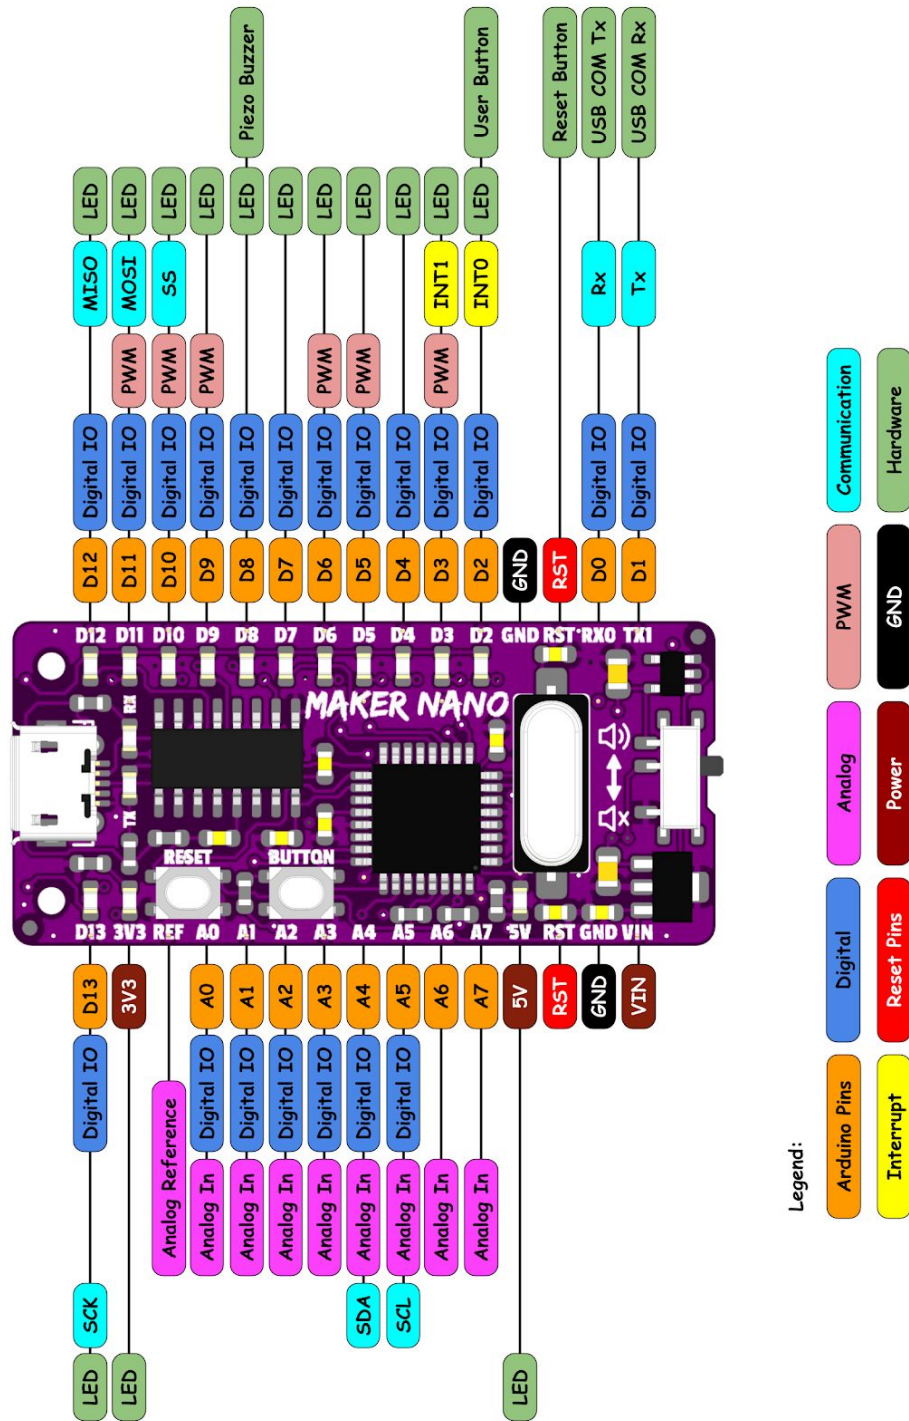 D12 Digital IO MISO LED
D11 Digital IO PWM MOSI LED
D10 Digital IO PWM SS LED
D9 Digital IO PWM LED
D8 Digital IO LED Piezo Buzzer
D7 Digital IO LED
D6 Digital IO PWM LED
D5 Digital IO PWM LED
D4 Digital IO LED
D3 Digital IO PWM INT1 LED
D2 Digital IO INT0 LED User Button
GND
RST Reset Button
D0 Digital IO Rx USB COM Tx
D1 Digital IO Tx USB COM Rx
D12 D11 D10 D9 D8 D7 D6 D5 D4 D3 D2 GND RST RX0 TX1
RX
MAKER NANO
TX
RESET
BUTTON
D13 3V3 REF A0 A1 A2 A3 A4 A5 A6 A7 5V RST GND VIN
D13 Digital IO SCK LED
3V3 LED
Analog Reference
A0 Digital IO Analog In
A1 Digital IO Analog In
A2 Digital IO Analog In
A3 Digital IO Analog In
A4 Digital IO Analog In SDA
A5 Digital IO Analog In SCL
A6 Analog In
A7 Analog In
5V LED
RST
GND
VIN
Legend:
Arduino Pins Digital Analog PWM Communication
Interrupt Reset Pins Power GND Hardware